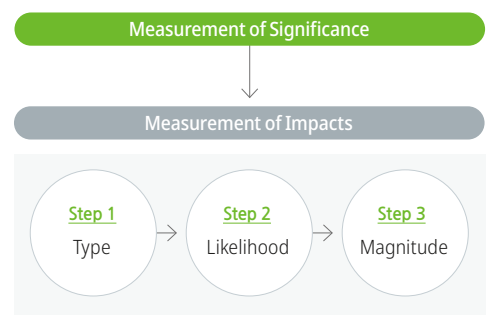 Measurement of Significance
Measurement of Impacts
Step 1
Type
Step 2
Likelihood
Step 3
Magnitude